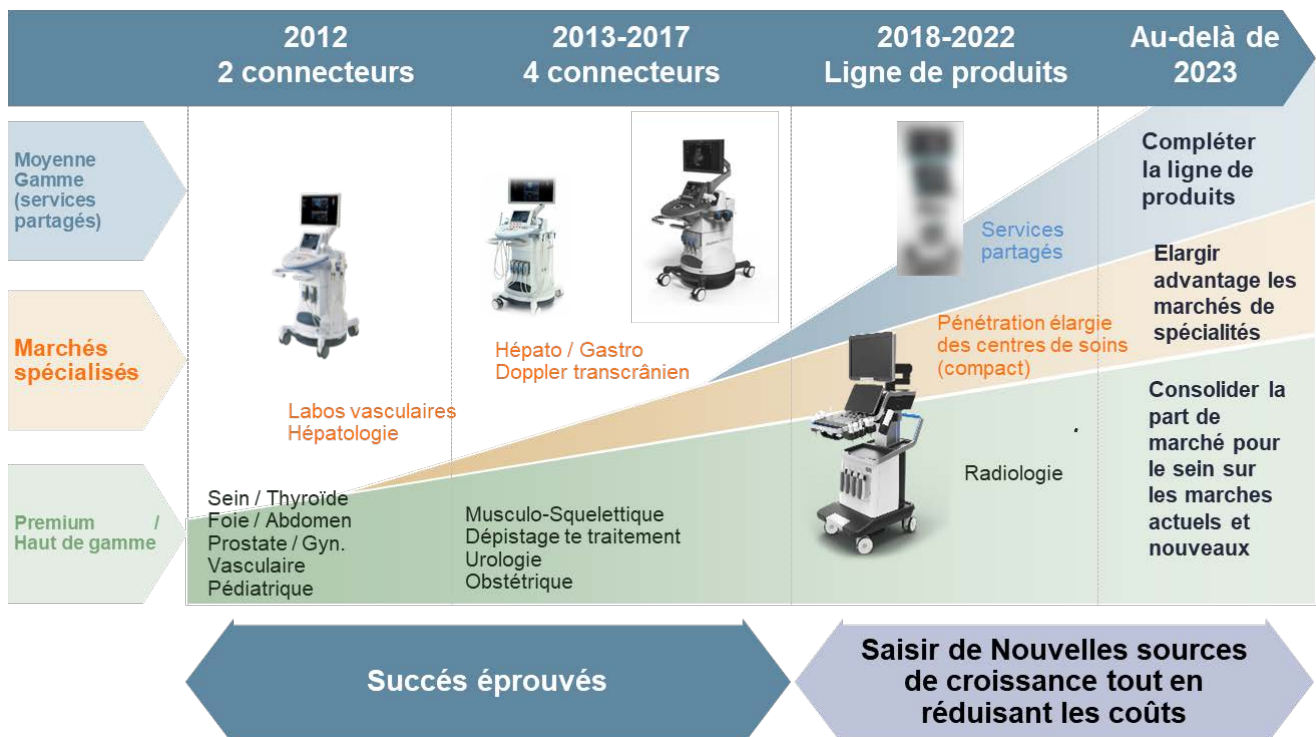 2012
2 connecteurs
2013-2017
4 connecteurs
2018-2022
Ligne de produits
Au-delà de
2023
Moyenne
Gamme
(services
partagés)
Services
partagés
Compléter
la ligne de
produits
Marchés
spécialisés
Labos vasculaires
Hépatologie
Hépato / Gastro
Doppler transcrânien
Pénétration élargie
des centres de soins
(compact)
Elargir
advantage les
marchés de
spécialités
Premium /
Haut de gamme
Sein / Thyroïde
Foie / Abdomen
Prostate / Gyn.
Vasculaire
Pédiatrique
Musculo-Squelettique
Dépistage te traitement
Urologie
Obstétrique
Radiologie
.
Consolider la
part de
marché pour
le sein sur
les marches
actuels et
nouveaux
Succés éprouvés
Saisir de Nouvelles sources
de croissance tout en
réduisant les coûts